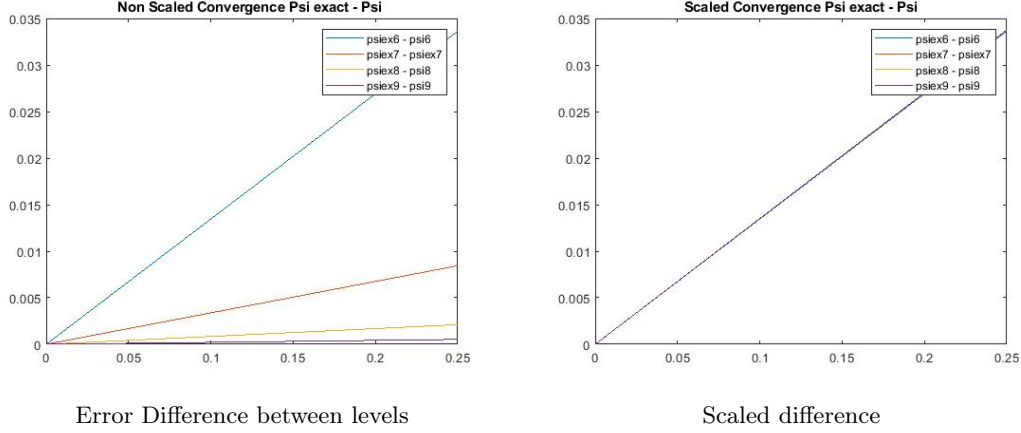 Non Scaled Convergence Psi exact - Psi
0.035
0.03
0.025
0.02
0.015
0.01
0.005
0
0
0.05
0.1
0.15
0.2
0.25
psiex6 - psi6
psiex7 - psiex7
psiex8 - psi8
psiex9 - psi9
Error Difference between levels
Scaled Convergence Psi exact - Psi
0.035
0.03
0.025
0.02
0.015
0.01
0.005
0
0
0.05
0.1
0.15
0.2
0.25
psiex6 - psi6
psiex7 - psiex7
psiex8 - psi8
psiex9 - psi9
Scaled difference